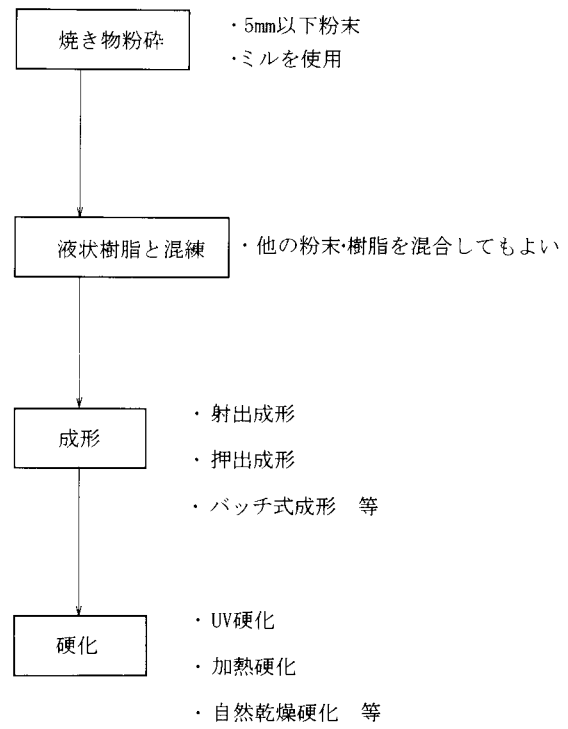 焼き物粉砕
・5mm以下粉末
・ミルを使用
液状樹脂と混練
・他の粉末・樹脂を混合してもよい
成形
・射出成形
・押出成形
・バッチ式成形 等
硬化
・UV硬化
・加熱硬化
・自然乾燥硬化 等